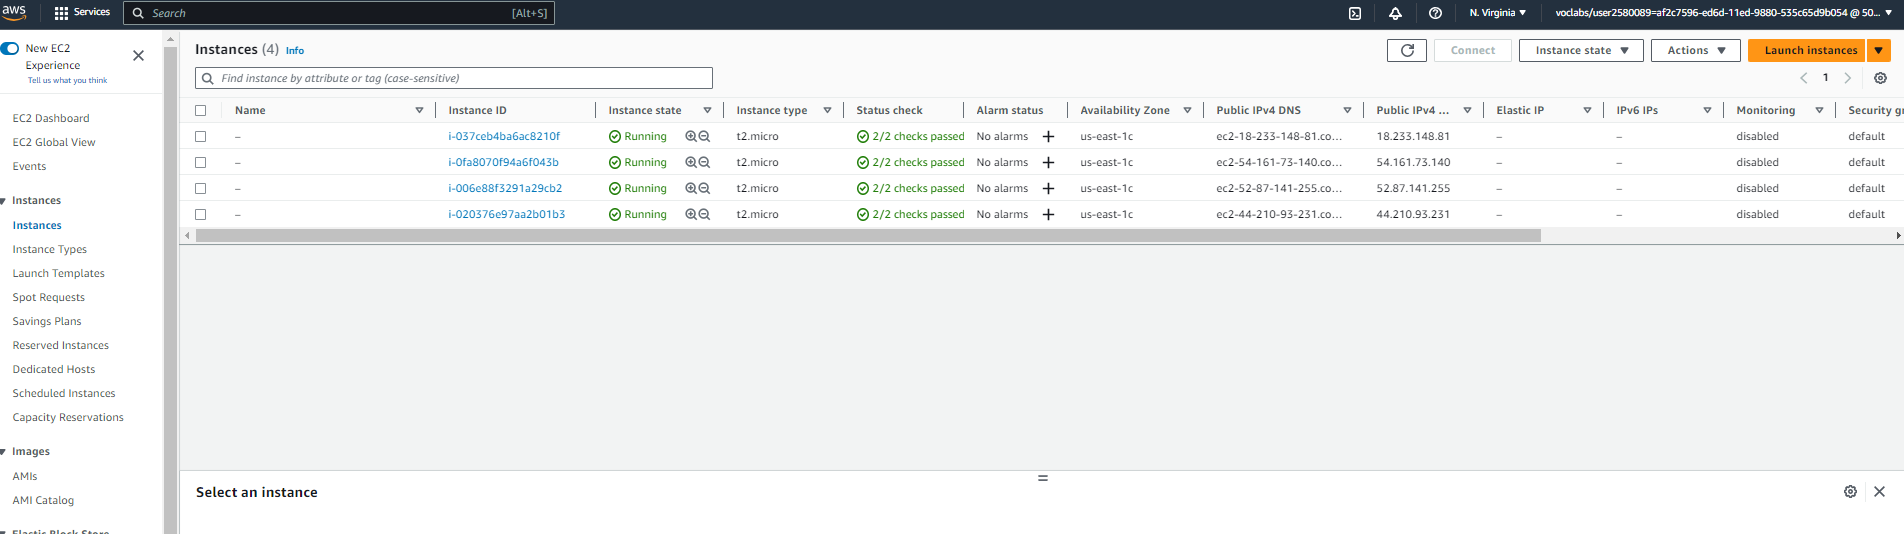 aws Services Search [Alt+S] N. Virginia ▼ voclabs/user2580089=af2c7596-ed6d-11ed-9880-535c65d9b054 @ 50... ▼
New EC2 Experience
Tell us what you think
EC2 Dashboard
EC2 Global View
Events
Instances
Instances
Instance Types
Launch Templates
Spot Requests
Savings Plans
Reserved Instances
Dedicated Hosts
Scheduled Instances
Capacity Reservations
Images
AMIs
AMI Catalog
Elastic Block Store
Instances (4) Info
Connect Instance state ▼ Actions ▼ Launch instances ▼
Find instance by attribute or tag (case-sensitive)
1
Name Instance ID Instance state Instance type Status check Alarm status Availability Zone Public IPv4 DNS Public IPv4 ... Elastic IP IPv6 IPs Monitoring Security gr
– i-037ceb4ba6ac8210f Running t2.micro 2/2 checks passed No alarms + us-east-1c ec2-18-233-148-81.co... 18.233.148.81 – – disabled default
– i-0fa8070f94a6f043b Running t2.micro 2/2 checks passed No alarms + us-east-1c ec2-54-161-73-140.co... 54.161.73.140 – – disabled default
– i-006e88f3291a29cb2 Running t2.micro 2/2 checks passed No alarms + us-east-1c ec2-52-87-141-255.co... 52.87.141.255 – – disabled default
– i-020376e97aa2b01b3 Running t2.micro 2/2 checks passed No alarms + us-east-1c ec2-44-210-93-231.co... 44.210.93.231 – – disabled default
Select an instance